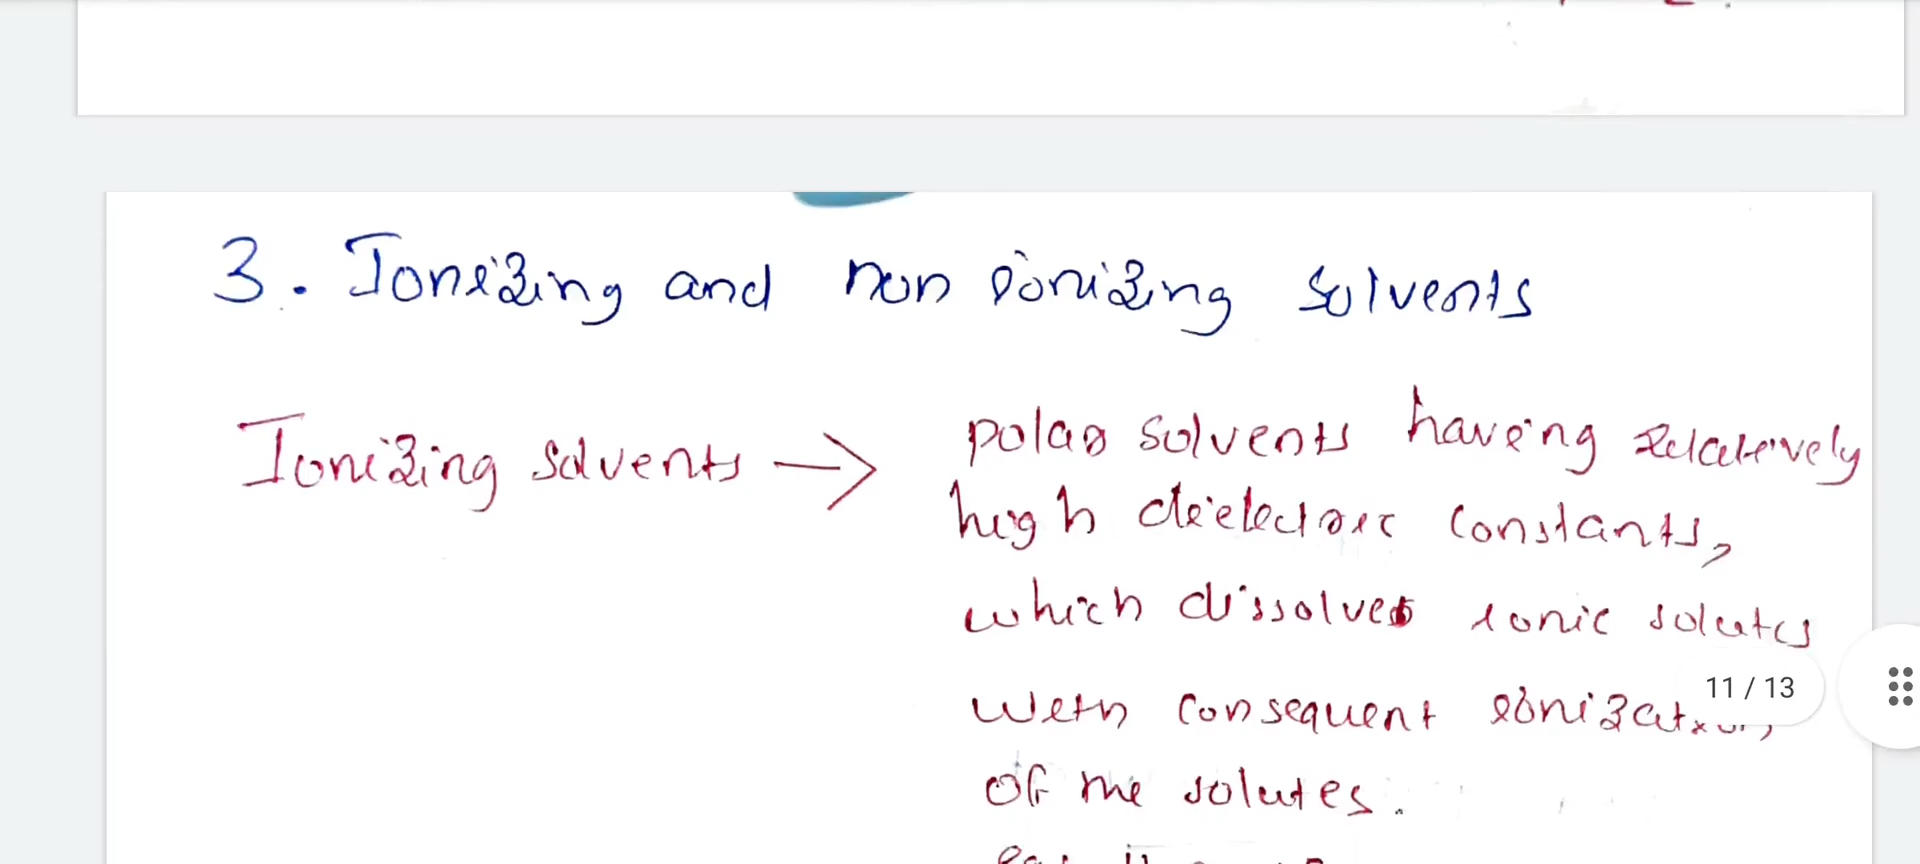 3. Ionizing and non ionizing solvents
Ionizing solvents → polar solvents having relatively
high dielectric constants,
which dissolves ionic solutes
with consequent ionization
of the solutes.
11 / 13